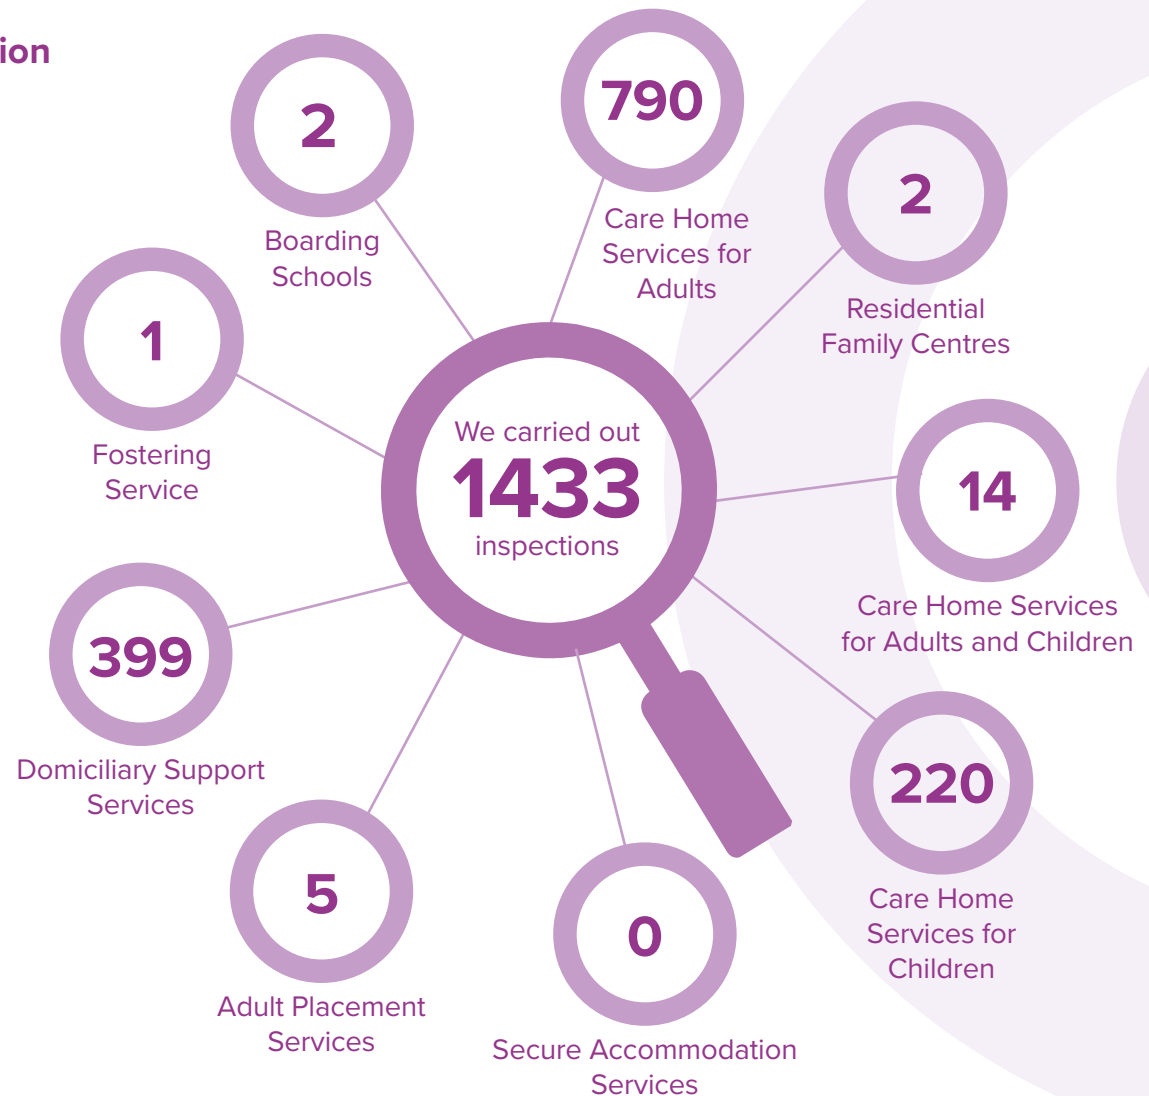 ion
2
Boarding
Schools
790
Care Home
Services for
Adults
2
Residential
Family Centres
1
Fostering
Service
We carried out
1433
inspections
14
Care Home Services
for Adults and Children
399
Domiciliary Support
Services
220
Care Home
Services for
Children
5
Adult Placement
Services
0
Secure Accommodation
Services